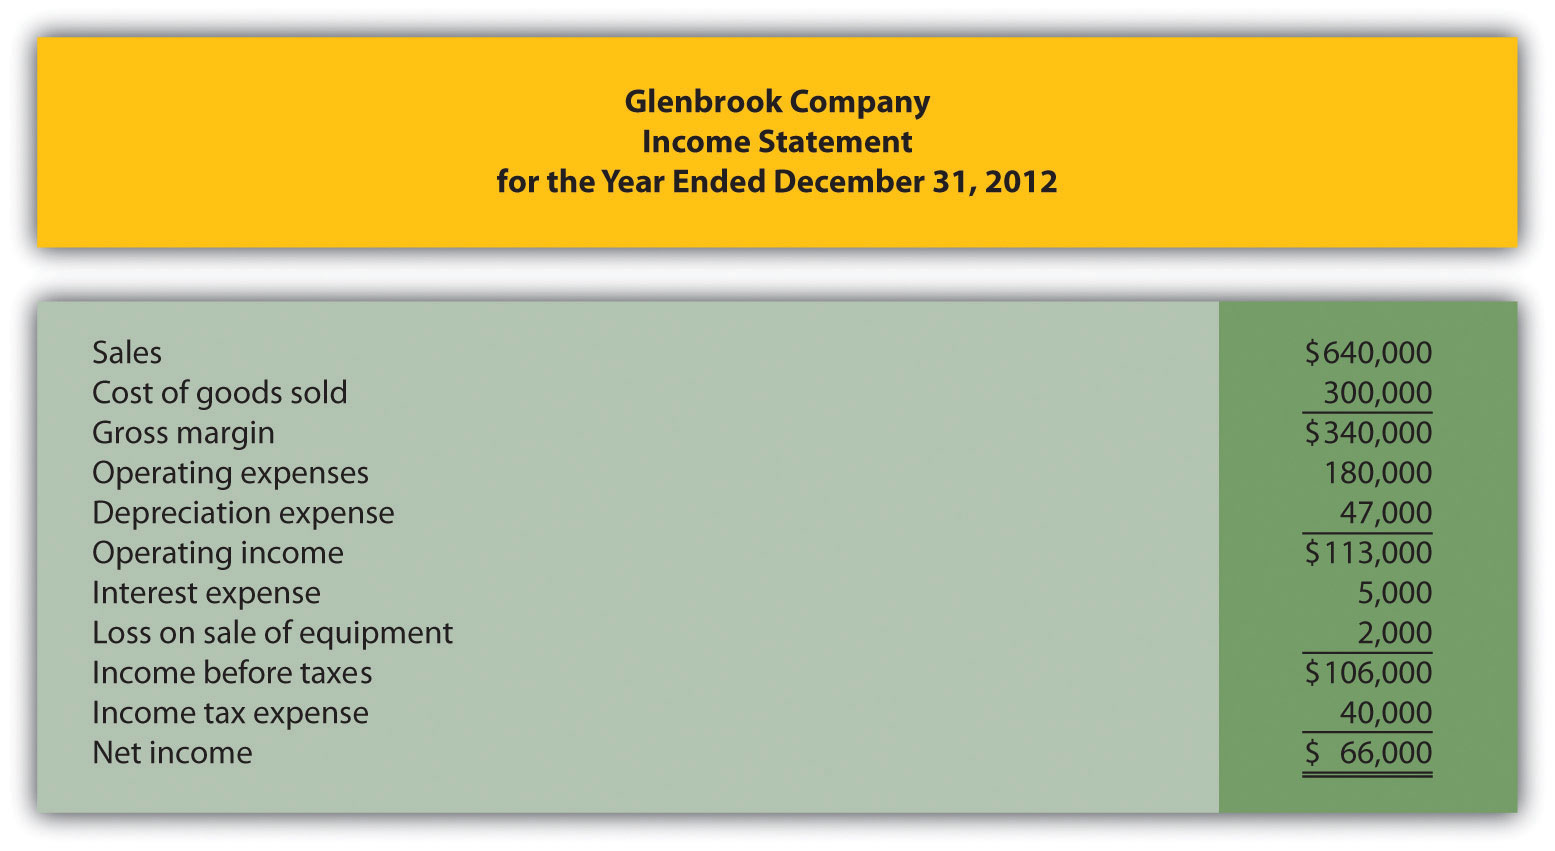 Glenbrook Company
Income Statement
for the Year Ended December 31, 2012
Sales $640,000
Cost of goods sold 300,000
Gross margin $340,000
Operating expenses 180,000
Depreciation expense 47,000
Operating income $113,000
Interest expense 5,000
Loss on sale of equipment 2,000
Income before taxes $106,000
Income tax expense 40,000
Net income $ 66,000